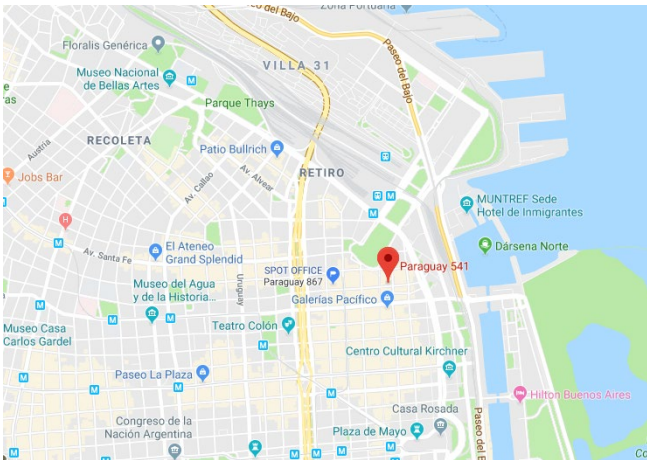 Zona Portuaria
Paseo del Bajo
Floralis Genérica
VILLA 31
Museo Nacional
de Bellas Artes
Paseo del Bajo
Parque Thays
RECOLETA
Austria
Patio Bullrich
Av. Callao
Av. Alvear
RETIRO
Jobs Bar
MUNTREF Sede
Hotel de Inmigrantes
H
El Ateneo
Grand Splendid
Av. Santa Fe
Dársena Norte
Paraguay 541
SPOT OFFICE
Paraguay 867
Uruguay
Museo del Agua
y de la Historia...
Galerías Pacífico
Museo Casa
Carlos Gardel
Teatro Colón
Centro Cultural Kirchner
Paseo La Plaza
Hilton Buenos Aires
Casa Rosada
Congreso de la
Nación Argentina
Plaza de Mayo